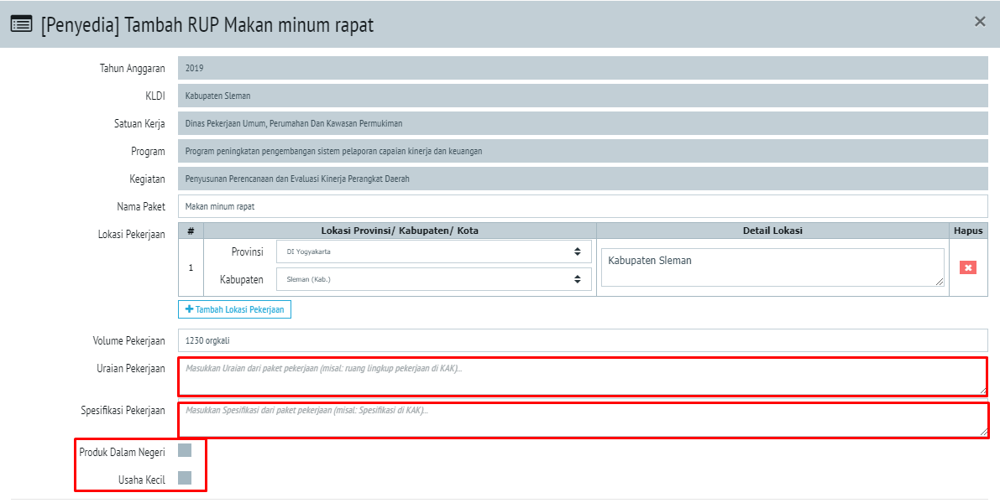 [Penyedia] Tambah RUP Makan minum rapat ×
Tahun Anggaran 2019
KLDI Kabupaten Sleman
Satuan Kerja Dinas Pekerjaan Umum, Perumahan Dan Kawasan Permukiman
Program Program peningkatan pengembangan sistem pelaporan capaian kinerja dan keuangan
Kegiatan Penyusunan Perencanaan dan Evaluasi Kinerja Perangkat Daerah
Nama Paket Makan minum rapat
Lokasi Pekerjaan # Lokasi Provinsi/ Kabupaten/ Kota Detail Lokasi Hapus
1 Provinsi DI Yogyakarta Kabupaten Sleman
Kabupaten Sleman (Kab.)
+ Tambah Lokasi Pekerjaan
Volume Pekerjaan 1230 orgkali
Uraian Pekerjaan Masukkan Uraian dari paket pekerjaan (misal: ruang lingkup pekerjaan di KAK)...
Spesifikasi Pekerjaan Masukkan Spesifikasi dari paket pekerjaan (misal: Spesifikasi di KAK)...
Produk Dalam Negeri
Usaha Kecil